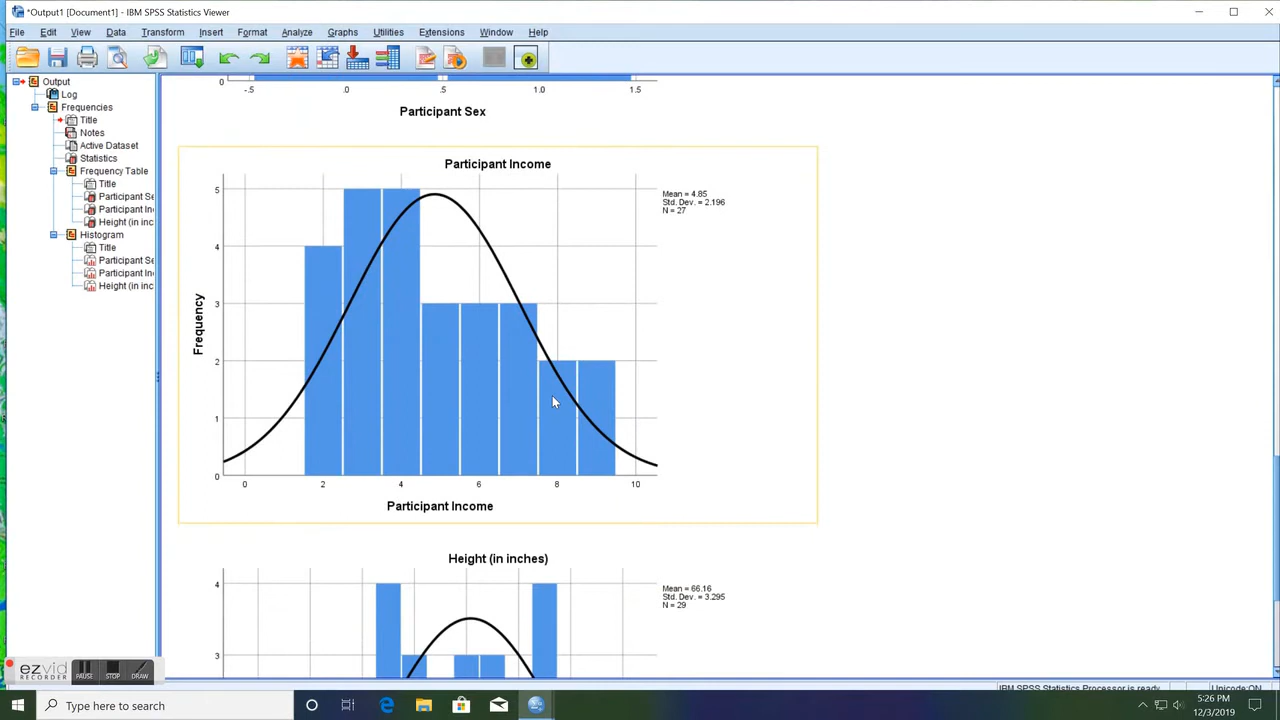 *Output1 [Document1] - IBM SPSS Statistics Viewer
File Edit View Data Transform Insert Format Analyze Graphs Utilities Extensions Window Help
Output
Log
Frequencies
Title
Notes
Active Dataset
Statistics
Frequency Table
Title
Participant Se
Participant In
Height (in inc
Histogram
Title
Participant Se
Participant In
Height (in inc
0
-.5 .0 .5 1.0 1.5
Participant Sex
Participant Income
Mean = 4.85
Std. Dev. = 2.196
N = 27
5
4
3
2
1
0
Frequency
0 2 4 6 8 10
Participant Income
Height (in inches)
Mean = 66.16
Std. Dev. = 3.295
N = 29
4
3
ezvid
RECORDER
PAUSE STOP DRAW
IBM SPSS Statistics Processor is ready
Unicode:ON
Type here to search
5:26 PM
12/3/2019